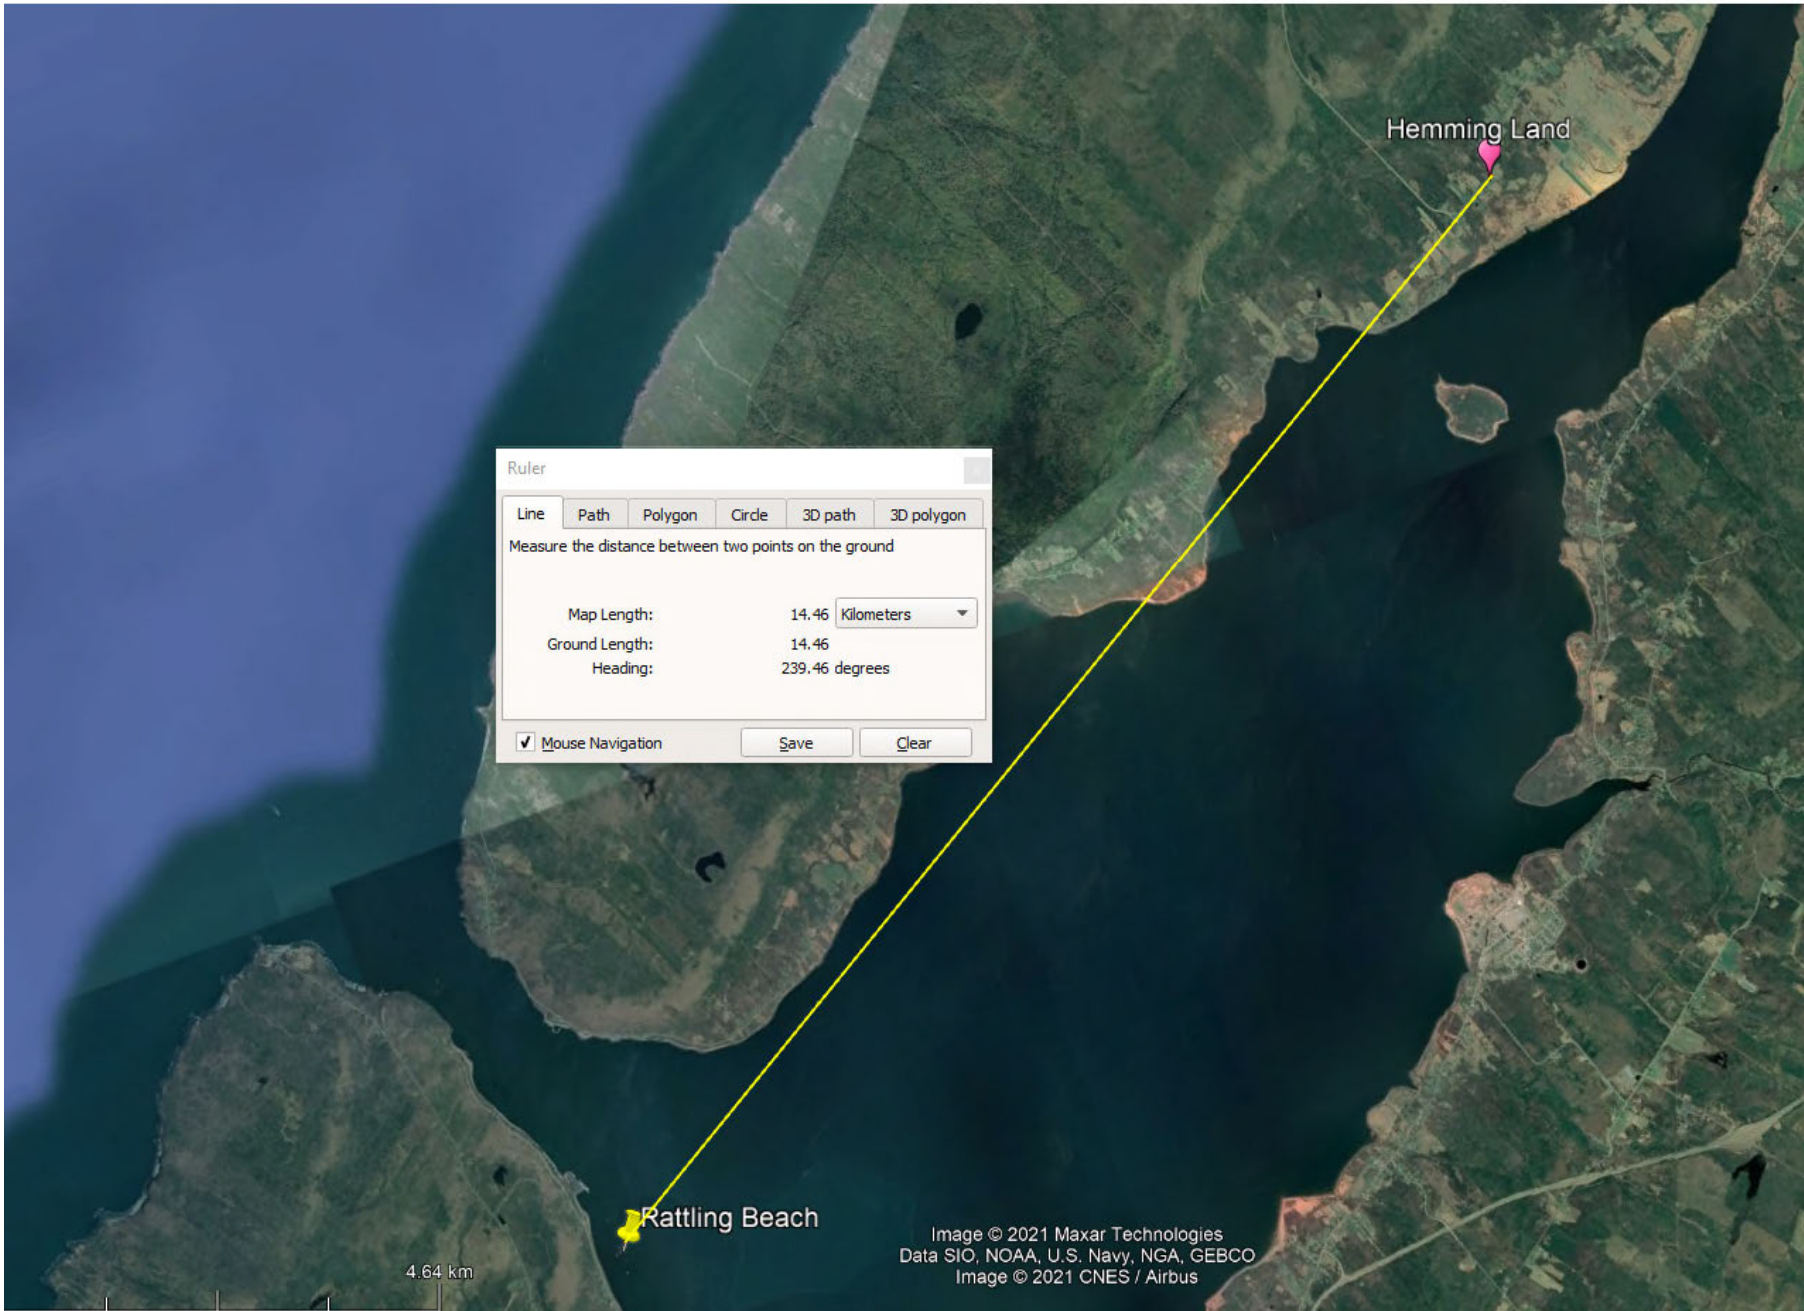 Hemming Land
Ruler
Line Path Polygon Circle 3D path 3D polygon
Measure the distance between two points on the ground
Map Length: 14.46 Kilometers
Ground Length: 14.46
Heading: 239.46 degrees
Mouse Navigation Save Clear
Rattling Beach
Image © 2021 Maxar Technologies
Data SIO, NOAA, U.S. Navy, NGA, GEBCO
Image © 2021 CNES / Airbus
4.64 km